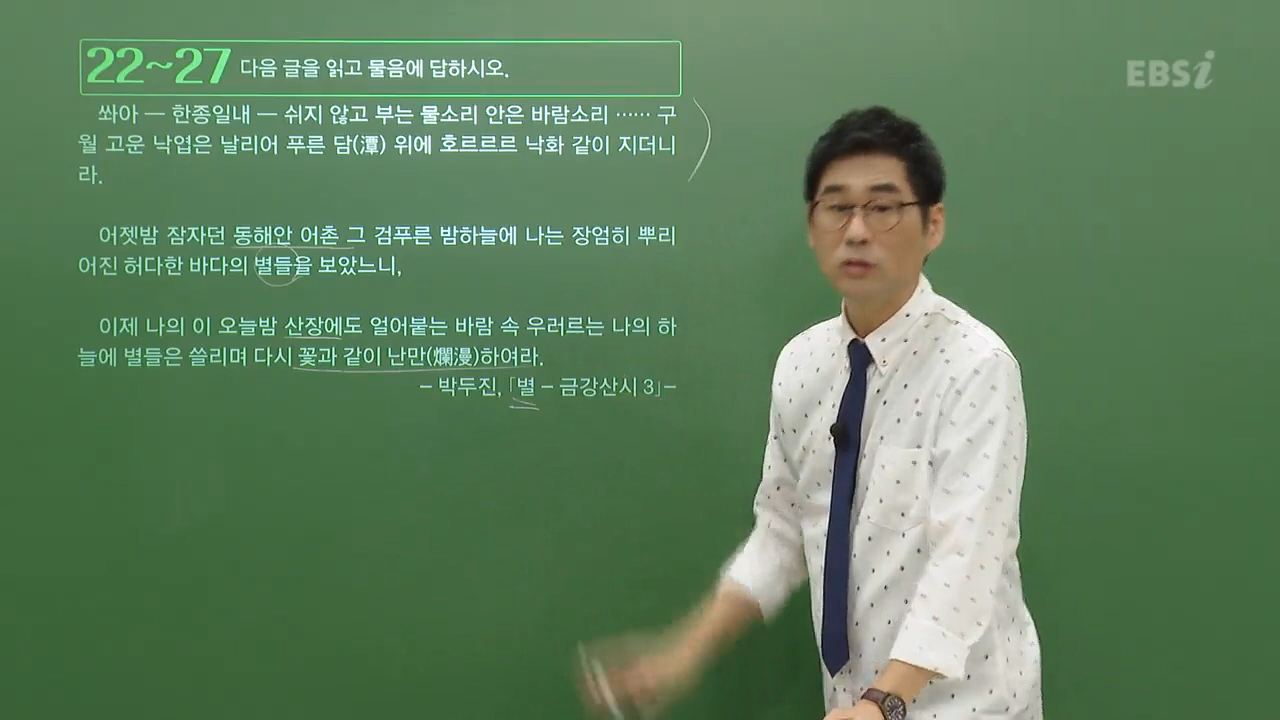 22~27 다음 글을 읽고 물음에 답하시오.
EBSi
쏴아 — 한종일내 — 쉬지 않고 부는 물소리 안은 바람소리 …… 구
월 고운 낙엽은 날리어 푸른 담(潭) 위에 호르르르 낙화 같이 지더니
라.
어젯밤 잠자던 동해안 어촌 그 검푸른 밤하늘에 나는 장엄히 뿌리
어진 허다한 바다의 별들을 보았느니,
이제 나의 이 오늘밤 산장에도 얼어붙는 바람 속 우러르는 나의 하
늘에 별들은 쓸리며 다시 꽃과 같이 난만(爛漫)하여라.
– 박두진, 「별 – 금강산시 3」–